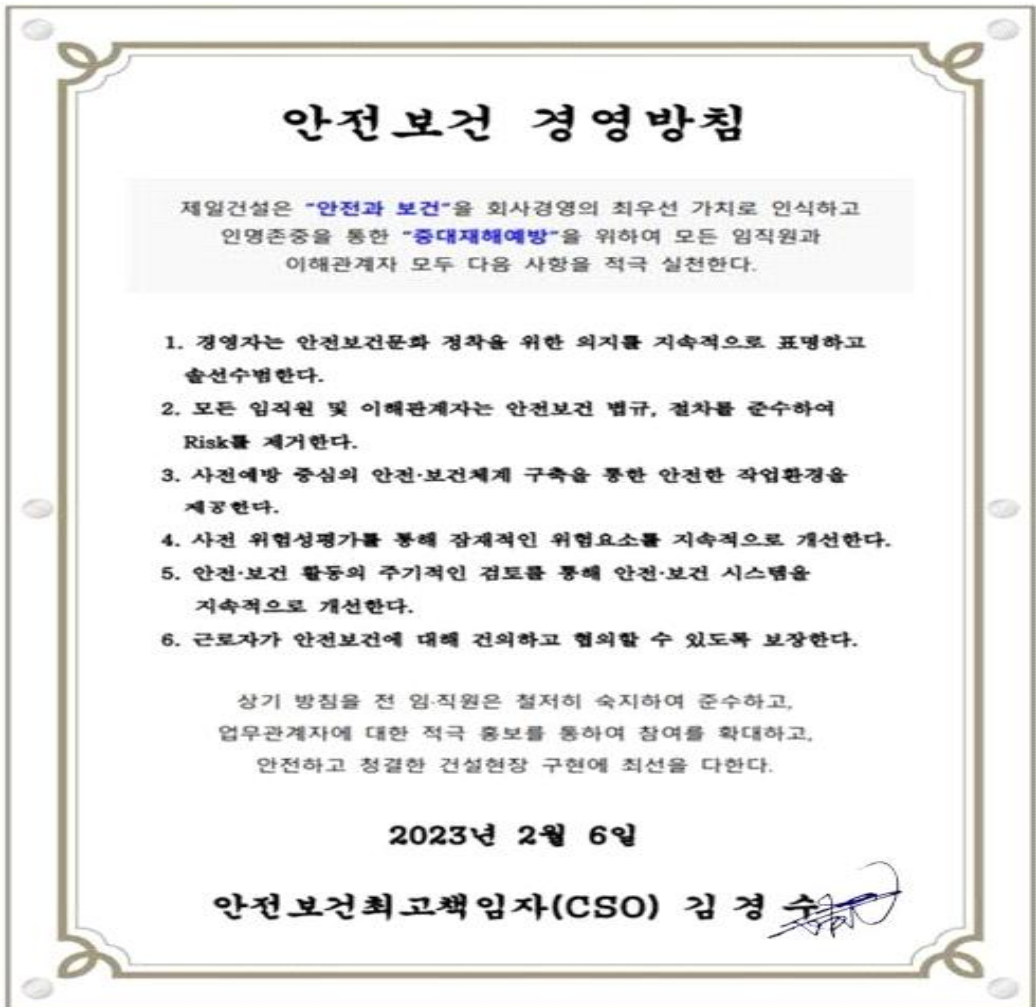 안전보건 경영방침
제일건설은 "안전과 보건"을 회사경영의 최우선 가치로 인식하고
인명존중을 통한 "중대재해예방"을 위하여 모든 임직원과
이해관계자 모두 다음 사항을 적극 실천한다.
1. 경영자는 안전보건문화 정착을 위한 의지를 지속적으로 표명하고
솔선수범한다.
2. 모든 임직원 및 이해관계자는 안전보건 법규, 절차를 준수하여
Risk를 제거한다.
3. 사전예방 중심의 안전·보건체제 구축을 통한 안전한 작업환경을
제공한다.
4. 사전 위험성평가를 통해 잠재적인 위험요소를 지속적으로 개선한다.
5. 안전·보건 활동의 주기적인 검토를 통해 안전·보건 시스템을
지속적으로 개선한다.
6. 근로자가 안전보건에 대해 건의하고 협의할 수 있도록 보장한다.
상기 방침을 전 임·직원은 철저히 숙지하여 준수하고,
업무관계자에 대한 적극 홍보를 통하여 참여를 확대하고,
안전하고 청결한 건설현장 구현에 최선을 다한다.
2023년 2월 6일
안전보건최고책임자(CSO) 김 경 수